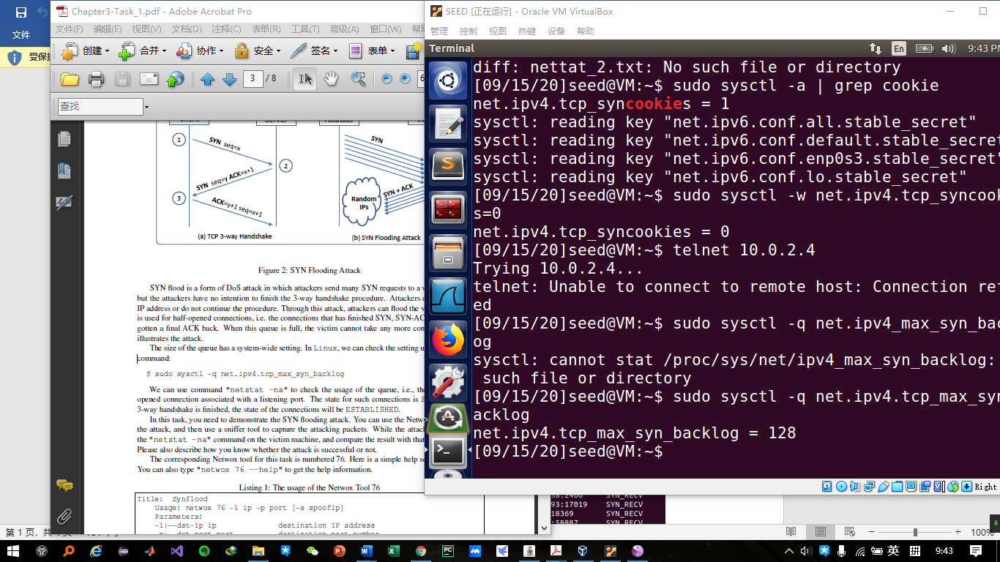 Chapter3-Task_1.pdf - Adobe Acrobat Pro
文件
受保
文件(F) 编辑(E) 视图(V) 文档(D) 注释(C) 表单(R) 工具(T) 高级(A) 窗口(W)
创建 合并 协作 安全 签名 表单
3 / 8
查找
1
SYN seq=x
2
SYN seq=y ACK=x+1
3
ACK=y+1 seq=x+1
(a) TCP 3-way Handshake
SYN
SYN + ACK
Random
IPs
(b) SYN Flooding Attack
Figure 2: SYN Flooding Attack
SYN flood is a form of DoS attack in which attackers send many SYN requests to a v
but the attackers have no intention to finish the 3-way handshake procedure. Attackers e
IP address or do not continue the procedure. Through this attack, attackers can flood the v
is used for half-opened connections, i.e. the connections that has finished SYN, SYN-AC
gotten a final ACK back. When this queue is full, the victim cannot take any more con
illustrates the attack.
The size of the queue has a system-wide setting. In Linux, we can check the setting u
command:
$ sudo sysctl -q net.ipv4.tcp_max_syn_backlog
We can use command "netstat -na" to check the usage of the queue, i.e., the
opened connection associated with a listening port. The state for such connections is S
3-way handshake is finished, the state of the connections will be ESTABLISHED.
In this task, you need to demonstrate the SYN flooding attack. You can use the Netwo
the attack, and then use a sniffer tool to capture the attacking packets. While the attac
the "netstat -na" command on the victim machine, and compare the result with that
Please also describe how you know whether the attack is successful or not.
The corresponding Netwox tool for this task is numbered 76. Here is a simple help sc
You can also type "netwox 76 --help" to get the help information.
Listing 1: The usage of the Netwox Tool 76
Title: Synflood
Usage: netwox 76 -i ip -p port [-s spoofip]
Parameters:
-i|--dst-ip ip destination IP address
SEED [正在运行] - Oracle VM VirtualBox
管理 控制 视图 热键 设备 帮助
Terminal
En
9:43 PM
diff: nettat_2.txt: No such file or directory
[09/15/20]seed@VM:~$ sudo sysctl -a | grep cookie
net.ipv4.tcp_syncookies = 1
sysctl: reading key "net.ipv6.conf.all.stable_secret"
sysctl: reading key "net.ipv6.conf.default.stable_secret
sysctl: reading key "net.ipv6.conf.enp0s3.stable_secret"
sysctl: reading key "net.ipv6.conf.lo.stable_secret"
[09/15/20]seed@VM:~$ sudo sysctl -w net.ipv4.tcp_syncook
s=0
net.ipv4.tcp_syncookies = 0
[09/15/20]seed@VM:~$ telnet 10.0.2.4
Trying 10.0.2.4...
telnet: Unable to connect to remote host: Connection ref
ed
[09/15/20]seed@VM:~$ sudo sysctl -q net.ipv4_max_syn_bac
og
sysctl: cannot stat /proc/sys/net/ipv4_max_syn_backlog:
such file or directory
[09/15/20]seed@VM:~$ sudo sysctl -q net.ipv4.tcp_max_syn
acklog
net.ipv4.tcp_max_syn_backlog = 128
[09/15/20]seed@VM:~$
Right
SYN_RECV
93:17019 SYN_RECV
18369 SYN_RECV
:58887 SYN_RECV
第 1 页，共
100%
英
拼
9:43